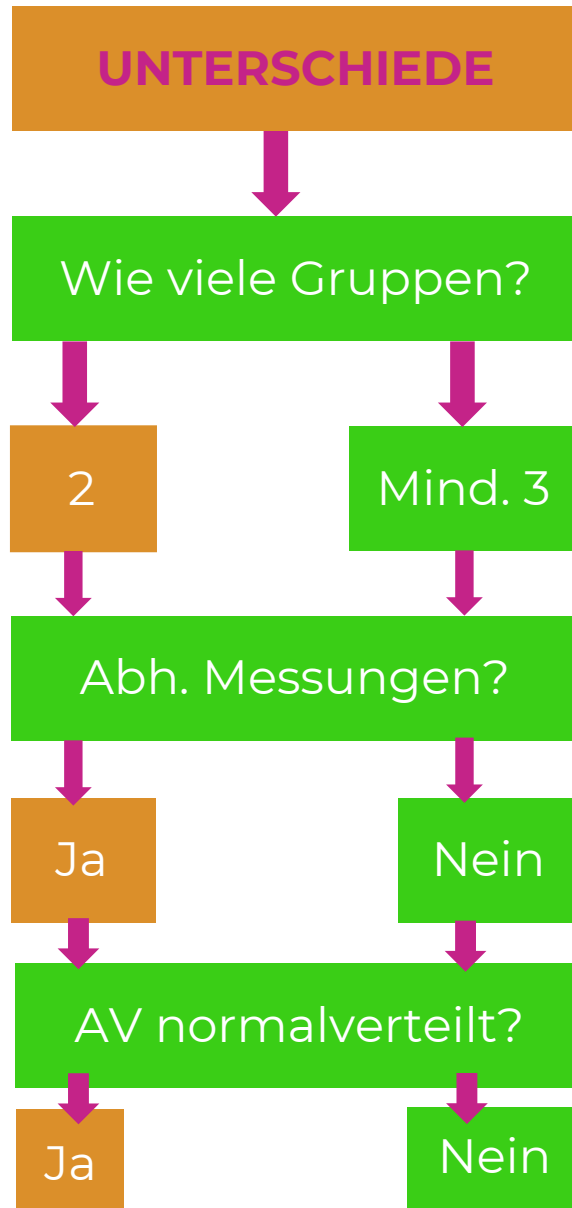 UNTERSCHIEDE
Wie viele Gruppen?
2
Mind. 3
Abh. Messungen?
Ja
Nein
AV normalverteilt?
Ja
Nein